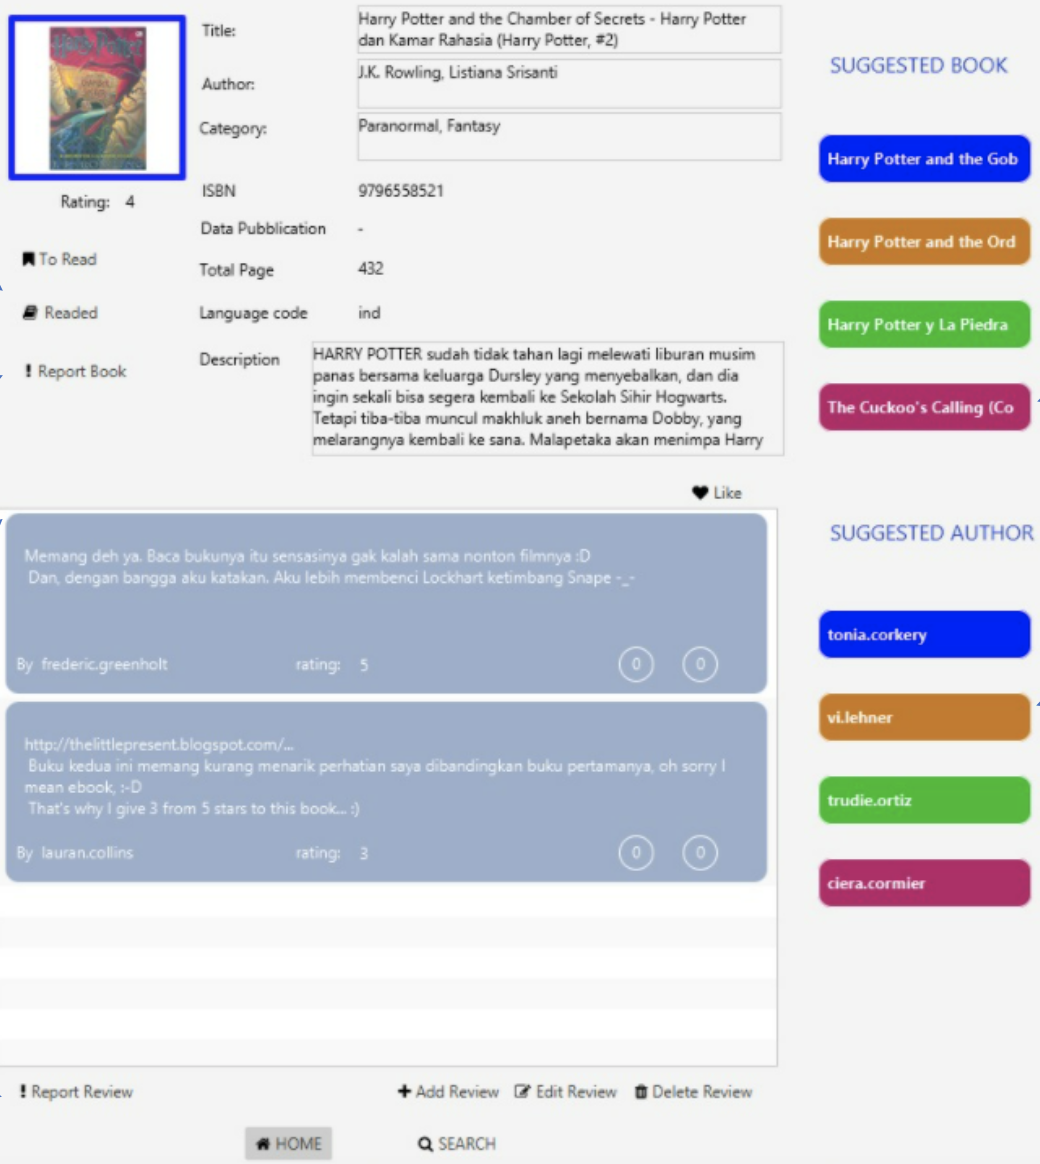 Harry Potter
Rating: 4
To Read
Readed
! Report Book
Title:
Harry Potter and the Chamber of Secrets - Harry Potter
dan Kamar Rahasia (Harry Potter, #2)
Author:
J.K. Rowling, Listiana Srisanti
Category:
Paranormal, Fantasy
ISBN
9796558521
Data Pubblication
-
Total Page
432
Language code
ind
Description
HARRY POTTER sudah tidak tahan lagi melewati liburan musim
panas bersama keluarga Dursley yang menyebalkan, dan dia
ingin sekali bisa segera kembali ke Sekolah Sihir Hogwarts.
Tetapi tiba-tiba muncul makhluk aneh bernama Dobby, yang
melarangnya kembali ke sana. Malapetaka akan menimpa Harry
Like
Memang deh ya. Baca bukunya itu sensasinya gak kalah sama nonton filmnya :D
Dan, dengan bangga aku katakan. Aku lebih membenci Lockhart ketimbang Snape -_-
By frederic.greenholt
rating: 5
0
0
http://thelittlepresent.blogspot.com/...
Buku kedua ini memang kurang menarik perhatian saya dibandingkan buku pertamanya, oh sorry I
mean ebook, :-D
That's why I give 3 from 5 stars to this book... :)
By lauran.collins
rating: 3
0
0
! Report Review
+ Add Review
Edit Review
Delete Review
HOME
SEARCH
SUGGESTED BOOK
Harry Potter and the Gob
Harry Potter and the Ord
Harry Potter y La Piedra
The Cuckoo's Calling (Co
SUGGESTED AUTHOR
tonia.corkery
vi.lehner
trudie.ortiz
ciera.cormier